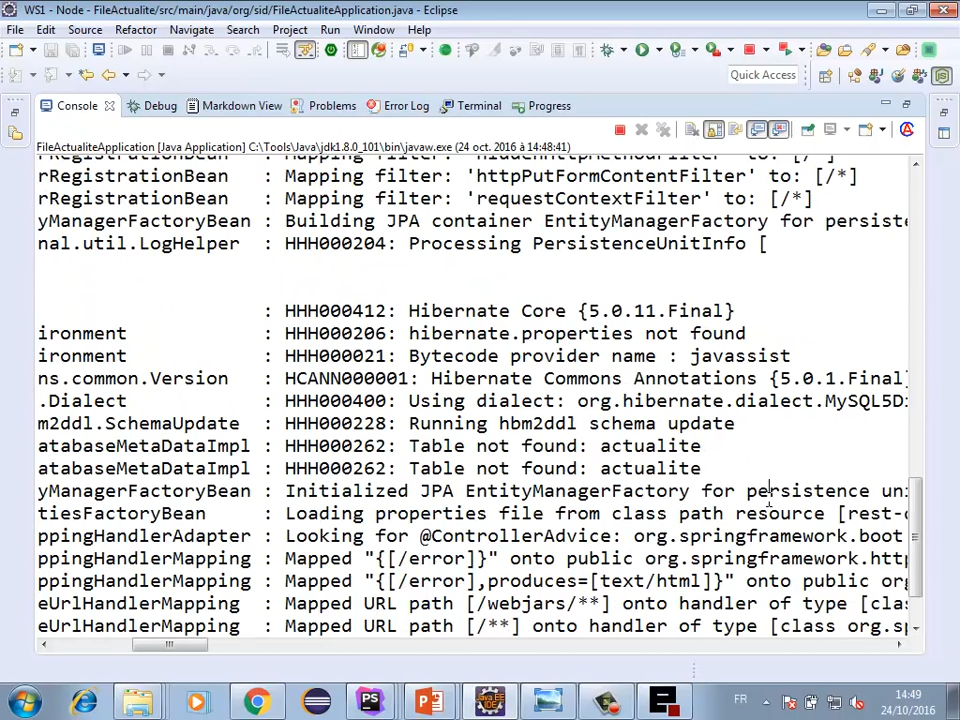 WS1 - Node - FileActualite/src/main/java/org/sid/FileActualiteApplication.java - Eclipse
File Edit Source Refactor Navigate Search Project Run Window Help
Quick Access
Console Debug Markdown View Problems Error Log Terminal Progress
FileActualiteApplication [Java Application] C:\Tools\Java\jdk1.8.0_101\bin\javaw.exe (24 oct. 2016 à 14:48:41)
rRegistrationBean : Mapping filter: 'hiddenHttpMethodFilter' to: [/*]
rRegistrationBean : Mapping filter: 'httpPutFormContentFilter' to: [/*]
rRegistrationBean : Mapping filter: 'requestContextFilter' to: [/*]
yManagerFactoryBean : Building JPA container EntityManagerFactory for persiste
nal.util.LogHelper : HHH000204: Processing PersistenceUnitInfo [
: HHH000412: Hibernate Core {5.0.11.Final}
ironment : HHH000206: hibernate.properties not found
ironment : HHH000021: Bytecode provider name : javassist
ns.common.Version : HCANN000001: Hibernate Commons Annotations {5.0.1.Final}
.Dialect : HHH000400: Using dialect: org.hibernate.dialect.MySQL5Di
m2ddl.SchemaUpdate : HHH000228: Running hbm2ddl schema update
atabaseMetaDataImpl : HHH000262: Table not found: actualite
atabaseMetaDataImpl : HHH000262: Table not found: actualite
yManagerFactoryBean : Initialized JPA EntityManagerFactory for persistence uni
tiesFactoryBean : Loading properties file from class path resource [rest-d
ppingHandlerAdapter : Looking for @ControllerAdvice: org.springframework.boot
ppingHandlerMapping : Mapped "{[/error]}" onto public org.springframework.http
ppingHandlerMapping : Mapped "{[/error],produces=[text/html]}" onto public org
eUrlHandlerMapping : Mapped URL path [/webjars/**] onto handler of type [clas
eUrlHandlerMapping : Mapped URL path [/**] onto handler of type [class org.sp
PS
Java EE IDE
FR
14:49
24/10/2016